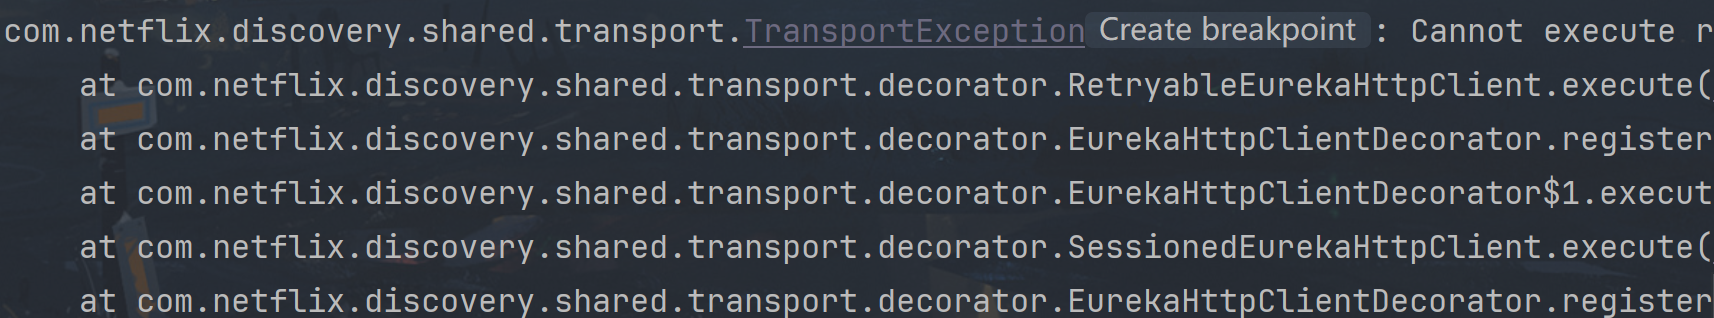 com.netflix.discovery.shared.transport.TransportException Create breakpoint : Cannot execute r
at com.netflix.discovery.shared.transport.decorator.RetryableEurekaHttpClient.execute(
at com.netflix.discovery.shared.transport.decorator.EurekaHttpClientDecorator.register
at com.netflix.discovery.shared.transport.decorator.EurekaHttpClientDecorator$1.execut
at com.netflix.discovery.shared.transport.decorator.SessionedEurekaHttpClient.execute(
at com.netflix.discovery.shared.transport.decorator.EurekaHttpClientDecorator.register